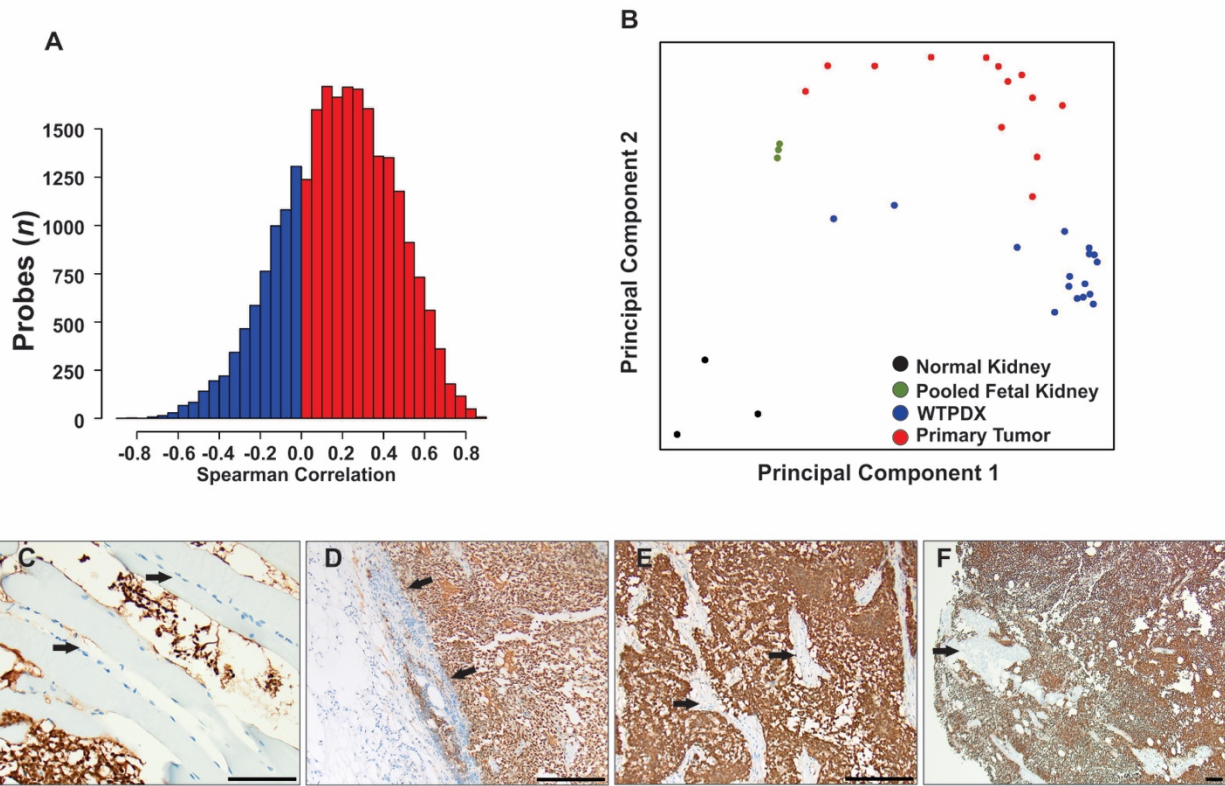 A
Probes (n)
1500
1250
1000
750
500
250
0
-0.8 -0.6 -0.4 -0.2 0.0 0.2 0.4 0.6 0.8
Spearman Correlation
B
Principal Component 2
Normal Kidney
Pooled Fetal Kidney
WTPDX
Primary Tumor
Principal Component 1
C
D
E
F